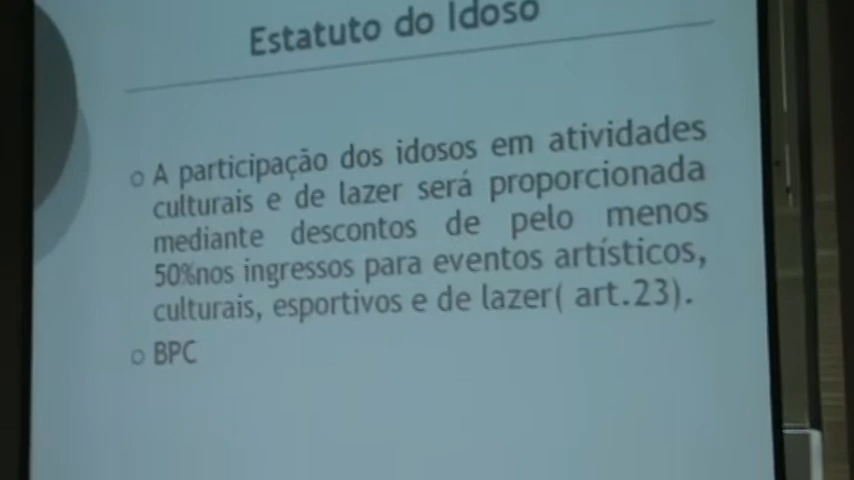 Estatuto do Idoso
o A participação dos idosos em atividades
culturais e de lazer será proporcionada
mediante descontos de pelo menos
50%nos ingressos para eventos artísticos,
culturais, esportivos e de lazer( art.23).
o BPC